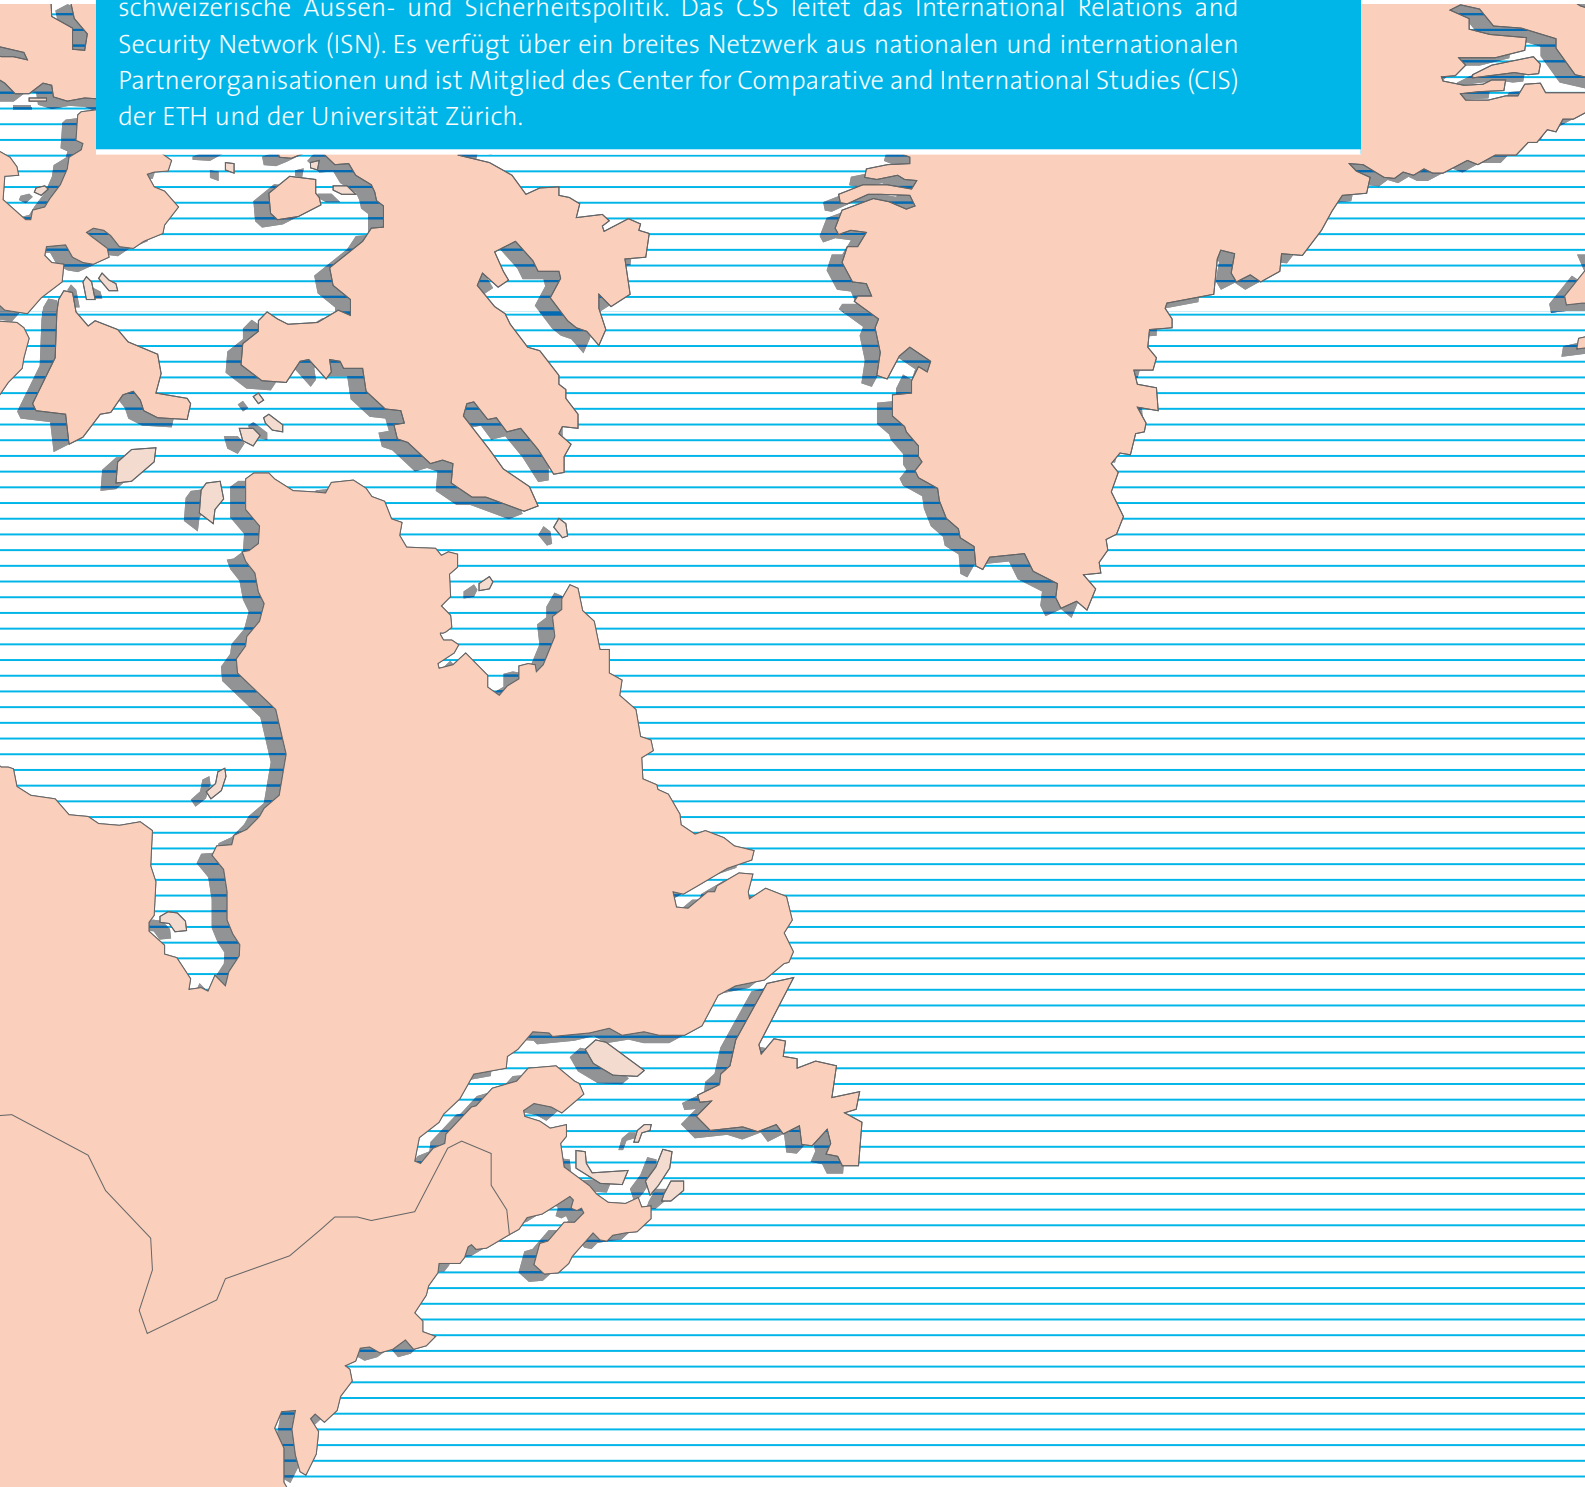 schweizerische Aussen- und Sicherheitspolitik. Das CSS leitet das International Relations and
Security Network (ISN). Es verfügt über ein breites Netzwerk aus nationalen und internationalen
Partnerorganisationen und ist Mitglied des Center for Comparative and International Studies (CIS)
der ETH und der Universität Zürich.